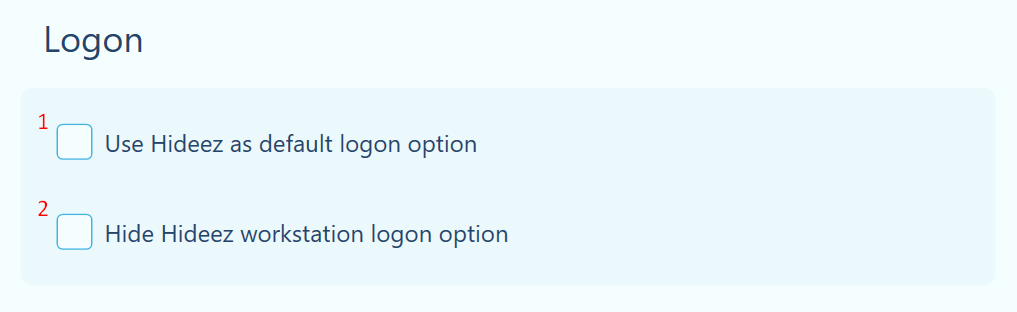 Logon
1
Use Hideez as default logon option
2
Hide Hideez workstation logon option